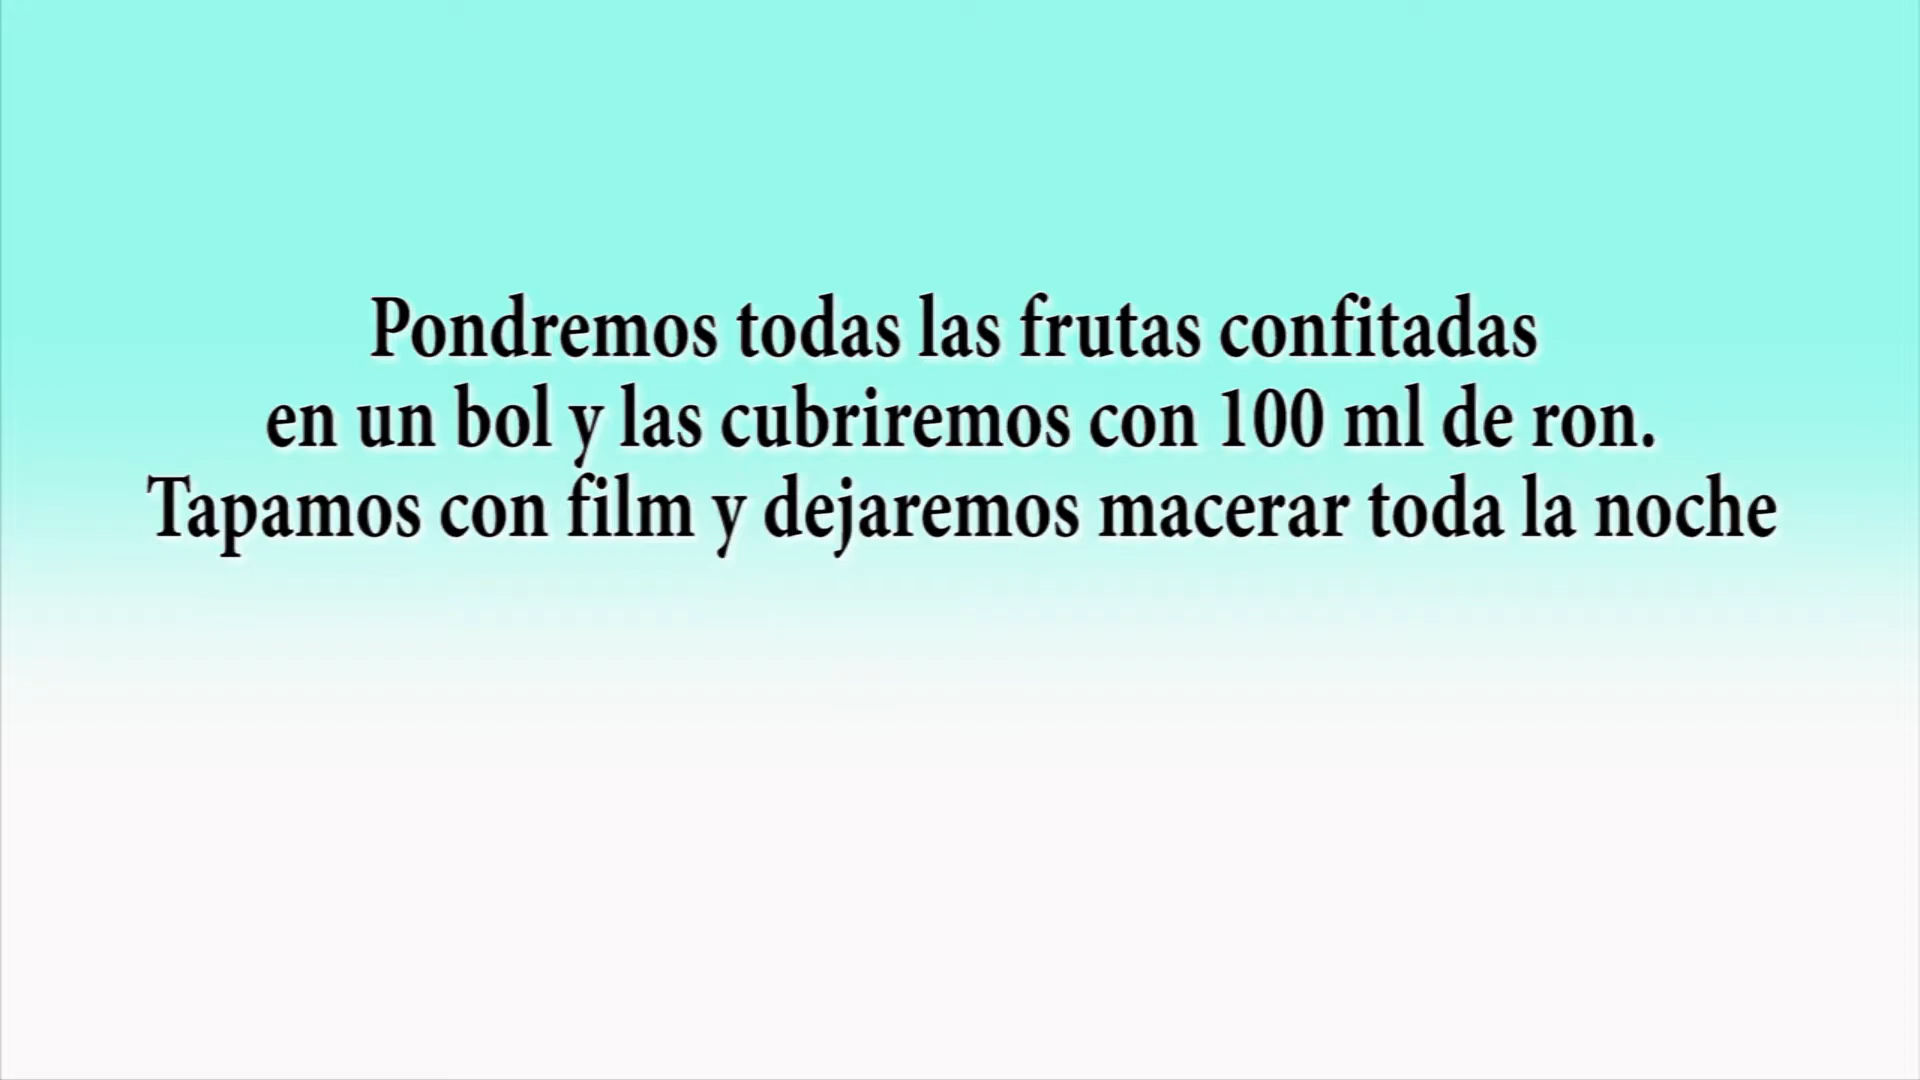 Pondremos todas las frutas confitadas
en un bol y las cubriremos con 100 ml de ron.
Tapamos con film y dejaremos macerar toda la noche